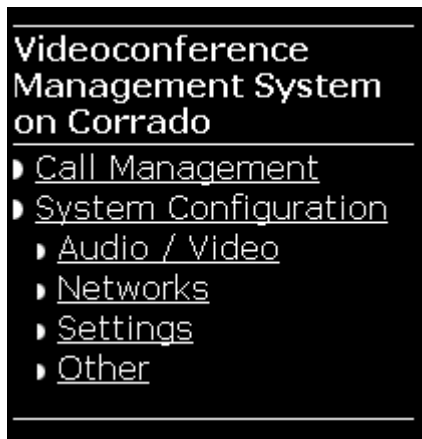 Videoconference
Management System
on Corrado
Call Management
System Configuration
Audio / Video
Networks
Settings
Other